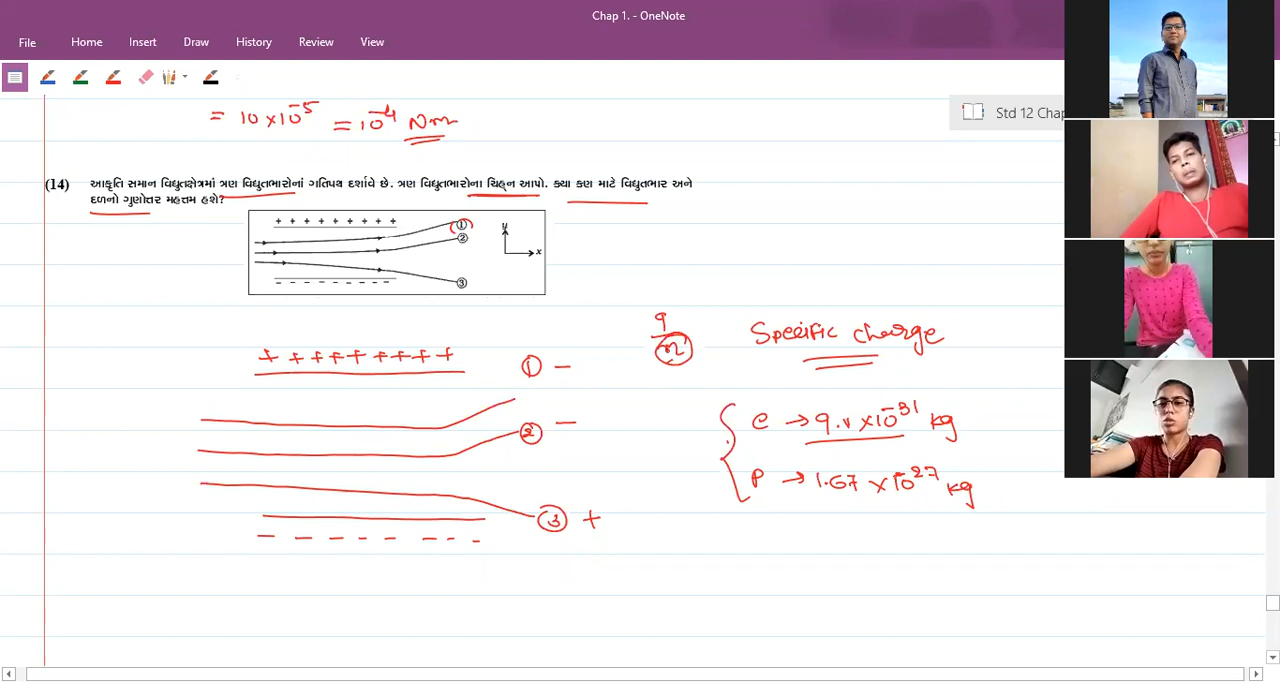 Chap 1. - OneNote
File Home Insert Draw History Review View
Std 12 Chap
= 10 × 10⁻⁵ = 10⁻⁴ Nm
(14) આકૃતિ સમાન વિદ્યુતક્ષેત્રમાં ત્રણ વિદ્યુતભારોનાં ગતિપથ દર્શાવે છે. ત્રણ વિદ્યુતભારોના ચિહ્ન આપો. ક્યા કણ માટે વિદ્યુતભાર અને
દળનો ગુણોત્તર મહત્તમ હશે?
+ + + + + + + +
①
②
③
- - - - - - - -
y
x
+ + + + + + + + +
① -
② -
③ +
- - - - - - - -
q/m
Specific charge
e → 9.1 × 10⁻³¹ kg
P → 1.67 × 10⁻²⁷ kg